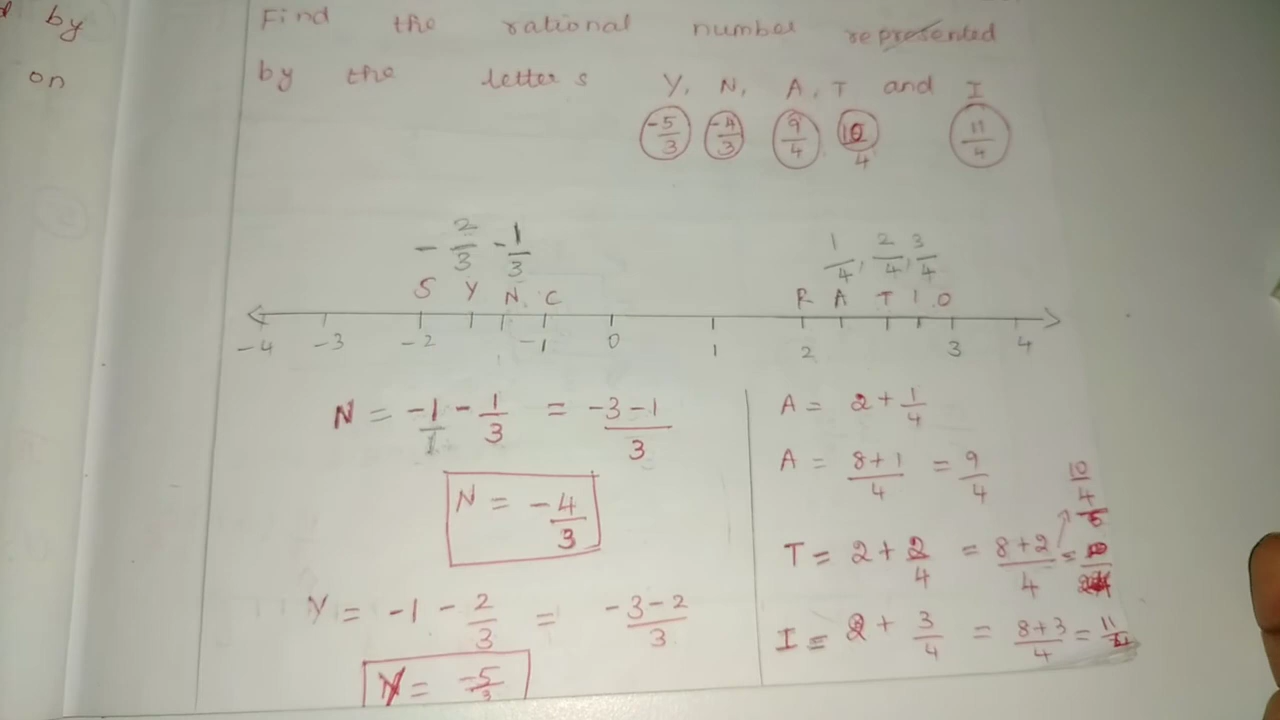 by
on
Find the rational number represented
by the letters Y, N, A, T and I
-5/3 -4/3 9/4 10/4 11/4
- 2/3 - 1/3 1/4, 2/4, 3/4
S Y N C R A T I O
-4 -3 -2 -1 0 1 2 3 4
N = -1/1 - 1/3 = -3-1/3
N = -4/3
Y = -1 - 2/3 = -3-2/3
Y = -5/3
A = 2 + 1/4
A = 8+1/4 = 9/4
10/4
T = 2 + 2/4 = 8+2/4 =
I = 2 + 3/4 = 8+3/4 = 11/4